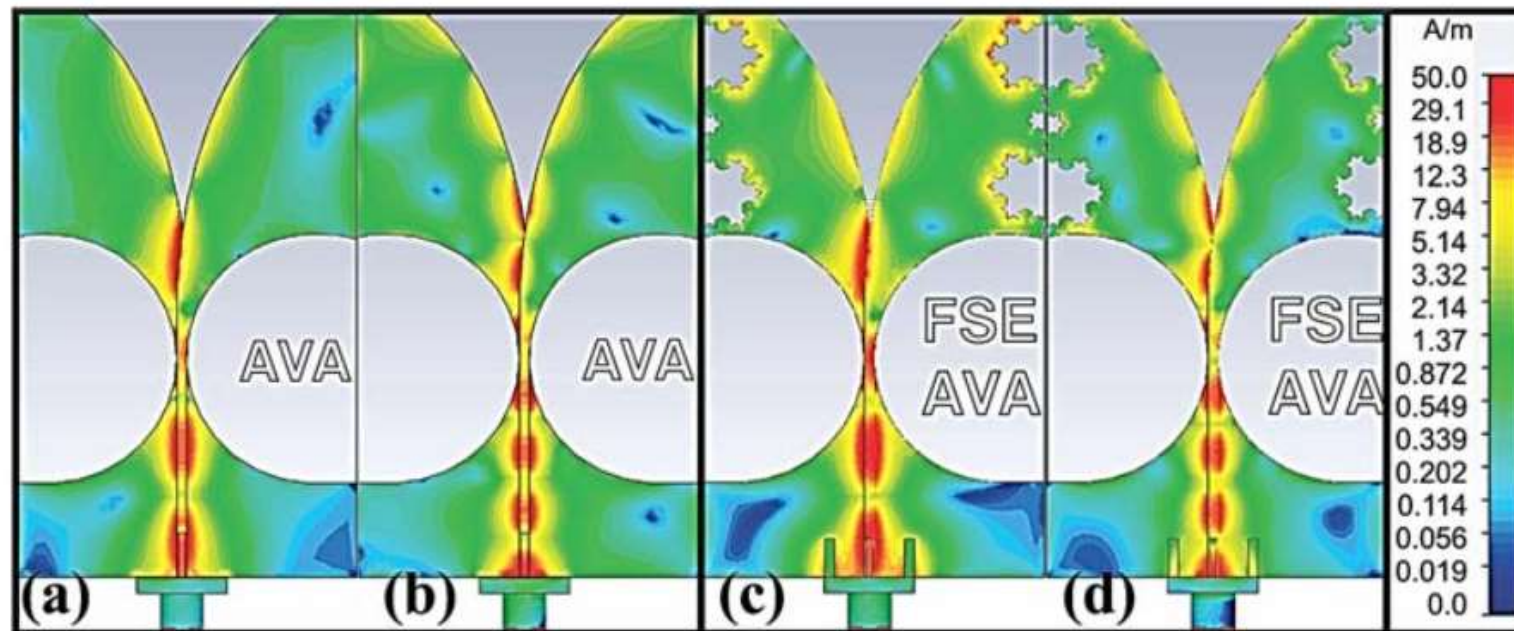 AVA
(a)
AVA
(b)
FSE
AVA
(c)
FSE
AVA
(d)
A/m
50.0
29.1
18.9
12.3
7.94
5.14
3.32
2.14
1.37
0.872
0.549
0.339
0.202
0.114
0.056
0.019
0.0